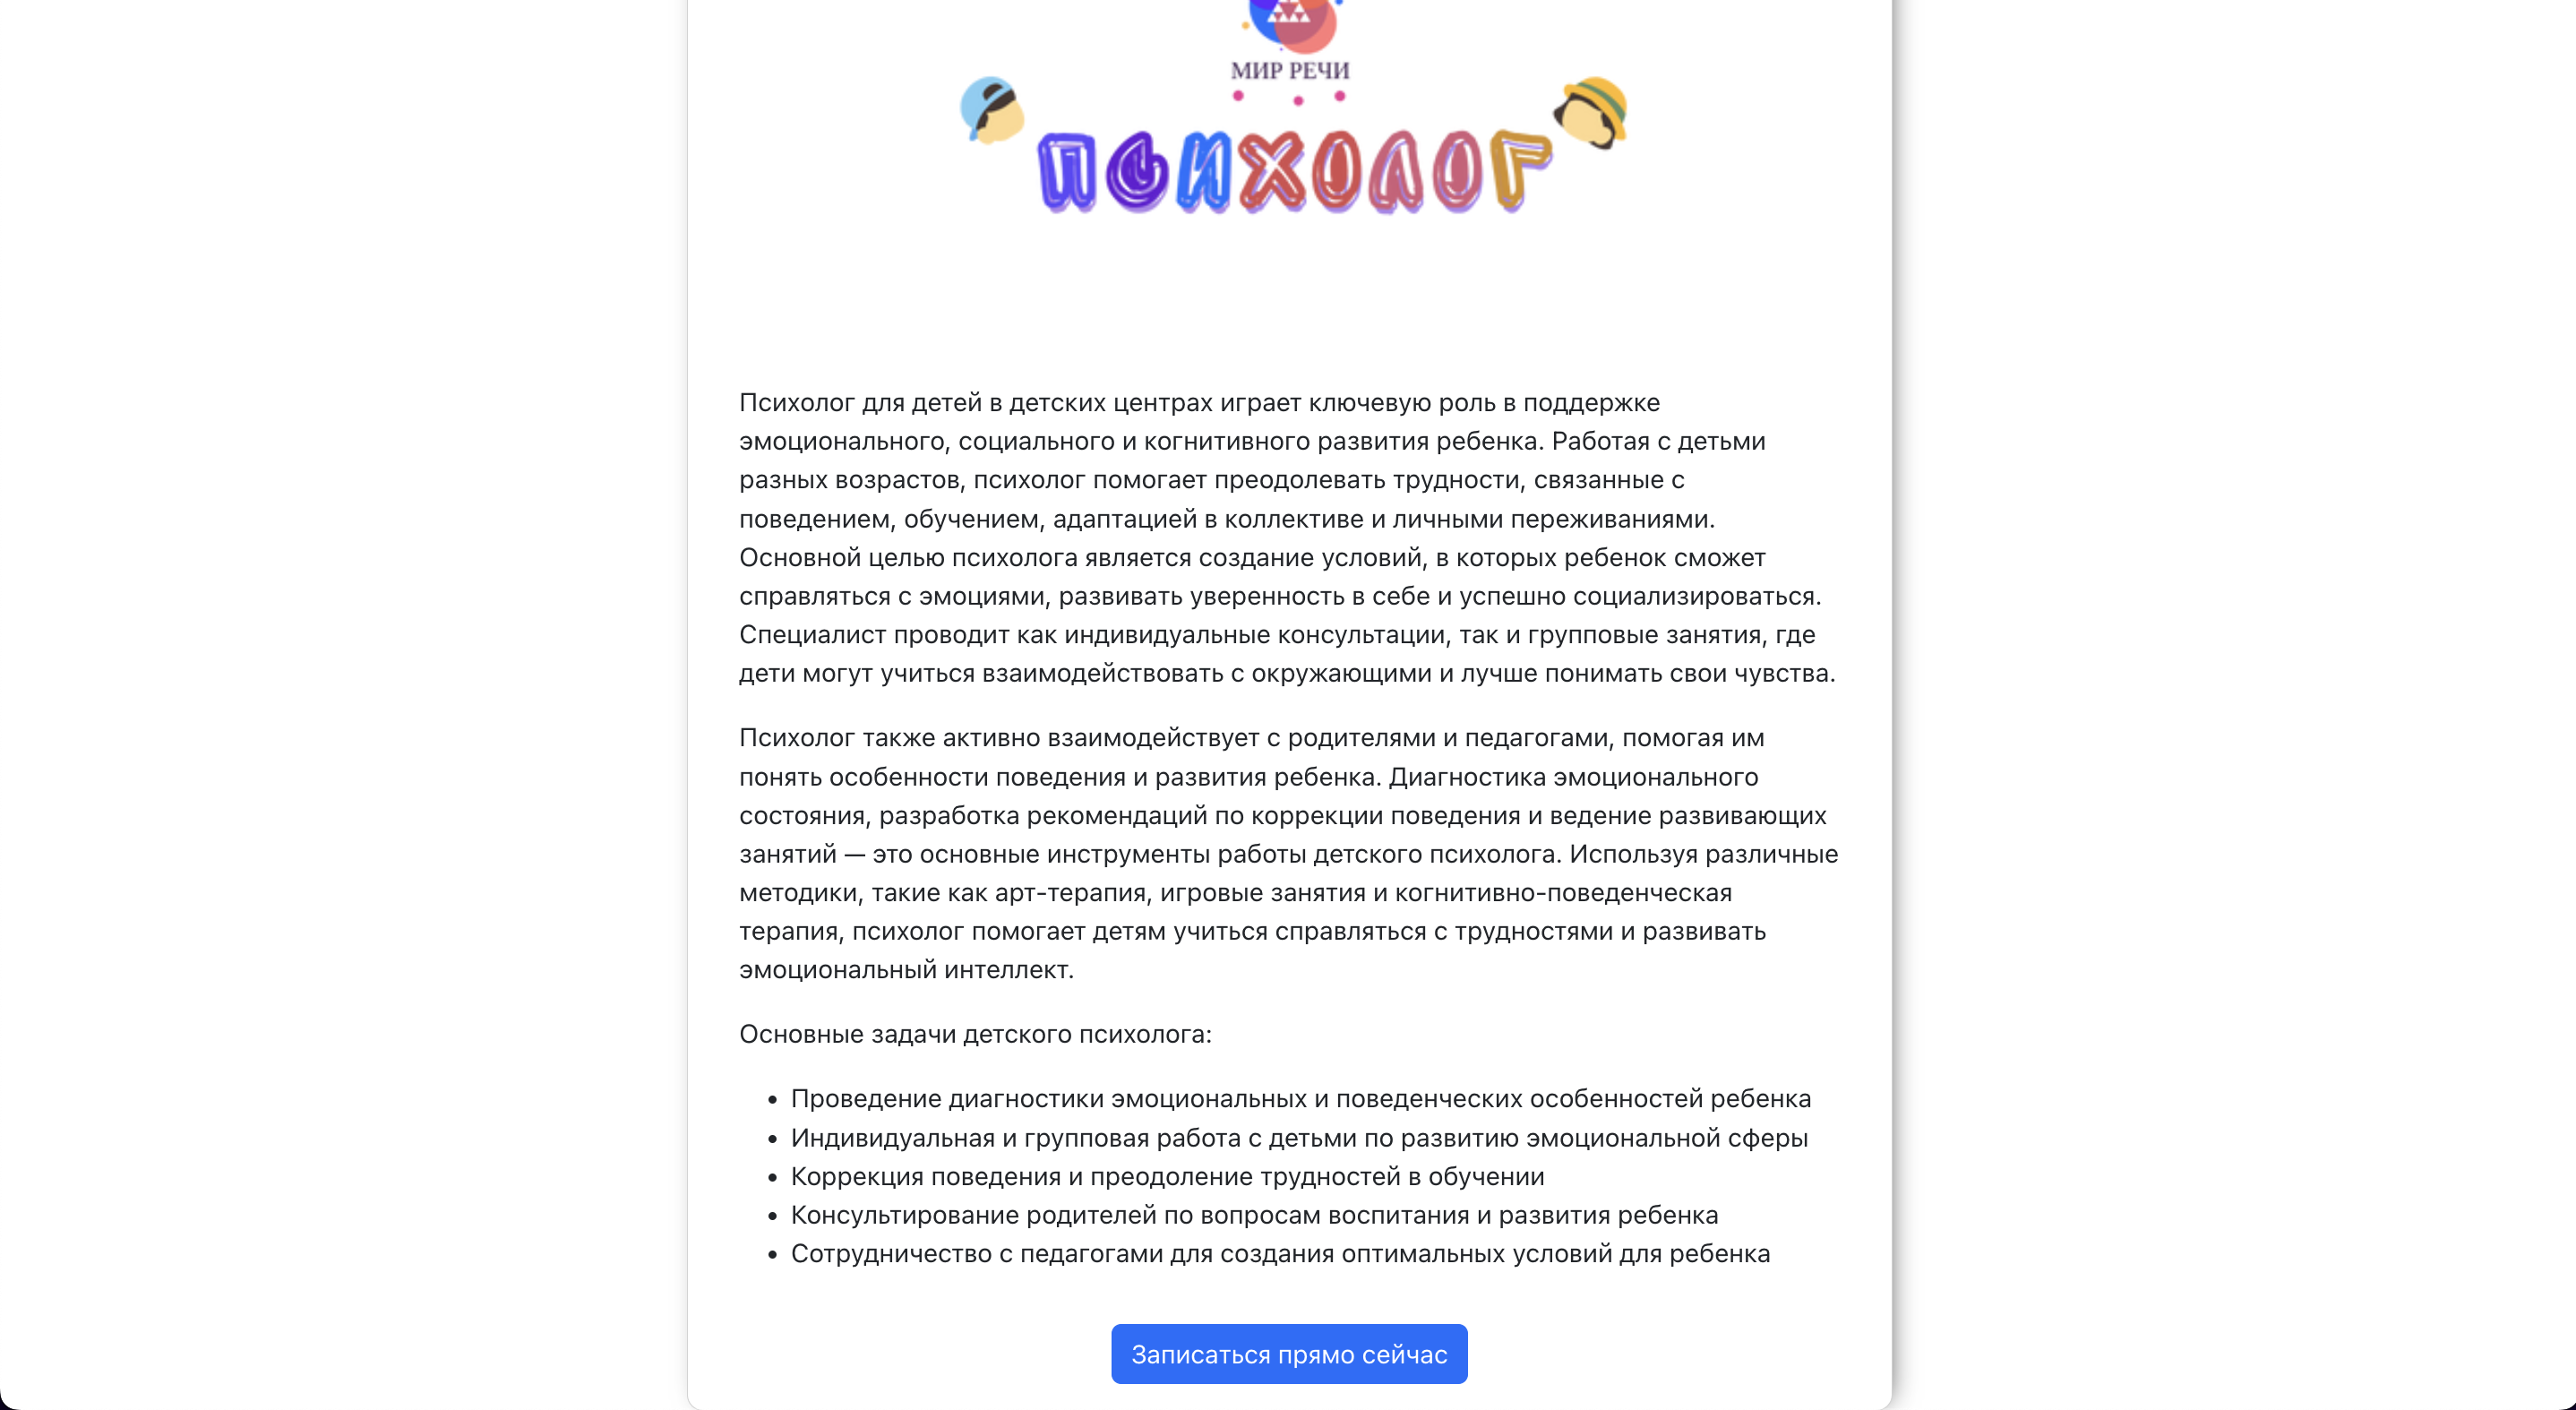 МИР РЕЧИ
ПСИХОЛОГ
Психолог для детей в детских центрах играет ключевую роль в поддержке
эмоционального, социального и когнитивного развития ребенка. Работая с детьми
разных возрастов, психолог помогает преодолевать трудности, связанные с
поведением, обучением, адаптацией в коллективе и личными переживаниями.
Основной целью психолога является создание условий, в которых ребенок сможет
справляться с эмоциями, развивать уверенность в себе и успешно социализироваться.
Специалист проводит как индивидуальные консультации, так и групповые занятия, где
дети могут учиться взаимодействовать с окружающими и лучше понимать свои чувства.
Психолог также активно взаимодействует с родителями и педагогами, помогая им
понять особенности поведения и развития ребенка. Диагностика эмоционального
состояния, разработка рекомендаций по коррекции поведения и ведение развивающих
занятий — это основные инструменты работы детского психолога. Используя различные
методики, такие как арт-терапия, игровые занятия и когнитивно-поведенческая
терапия, психолог помогает детям учиться справляться с трудностями и развивать
эмоциональный интеллект.
Основные задачи детского психолога:
• Проведение диагностики эмоциональных и поведенческих особенностей ребенка
• Индивидуальная и групповая работа с детьми по развитию эмоциональной сферы
• Коррекция поведения и преодоление трудностей в обучении
• Консультирование родителей по вопросам воспитания и развития ребенка
• Сотрудничество с педагогами для создания оптимальных условий для ребенка
Записаться прямо сейчас